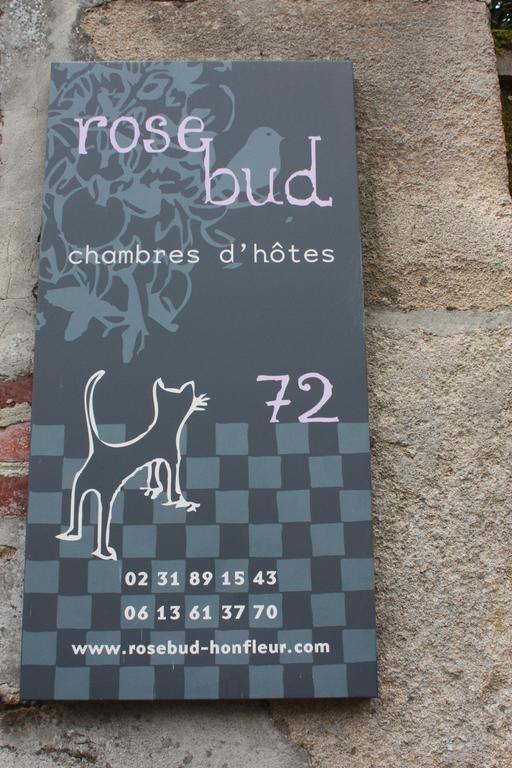 rose
bud
chambres d'hôtes
72
02 31 89 15 43
06 13 61 37 70
www.rosebud-honfleur.com